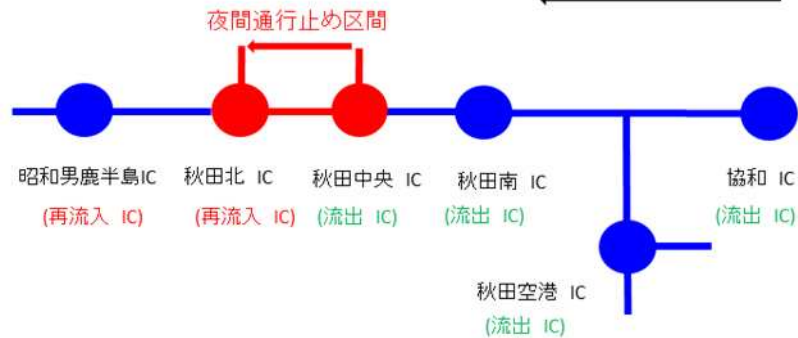 夜間通行止め区間
昭和男鹿半島IC
(再流入 IC)
秋田北 IC
(再流入 IC)
秋田中央 IC
(流出 IC)
秋田南 IC
(流出 IC)
協和 IC
(流出 IC)
秋田空港 IC
(流出 IC)